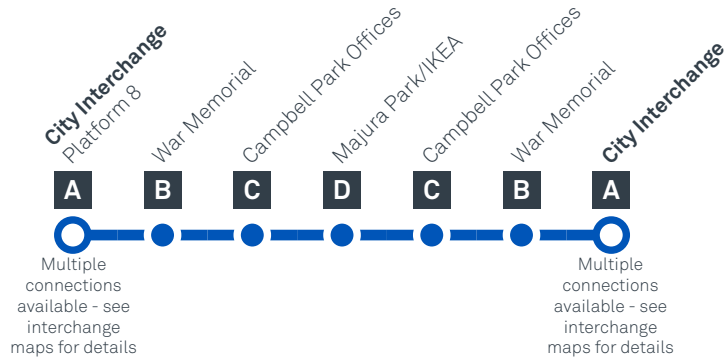 City Interchange
Platform 8
War Memorial
Campbell Park Offices
Majura Park/IKEA
Campbell Park Offices
War Memorial
City Interchange
A
B
C
D
C
B
A
Multiple
connections
available - see
interchange
maps for details
Multiple
connections
available - see
interchange
maps for details